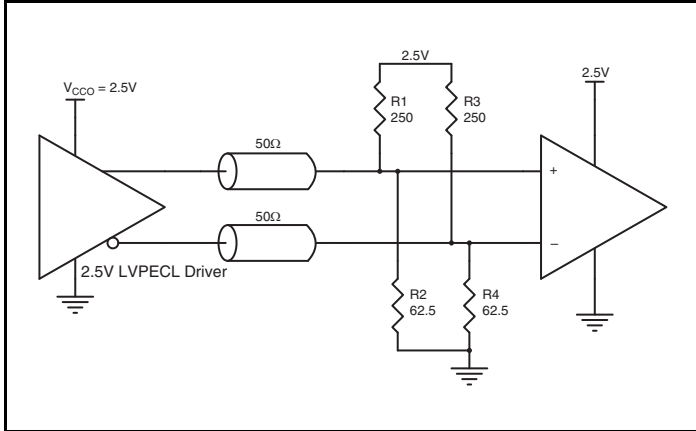 2.5V
V_CCO = 2.5V
2.5V
R1
250
R3
250
50Ω
+
50Ω
–
2.5V LVPECL Driver
R2
62.5
R4
62.5